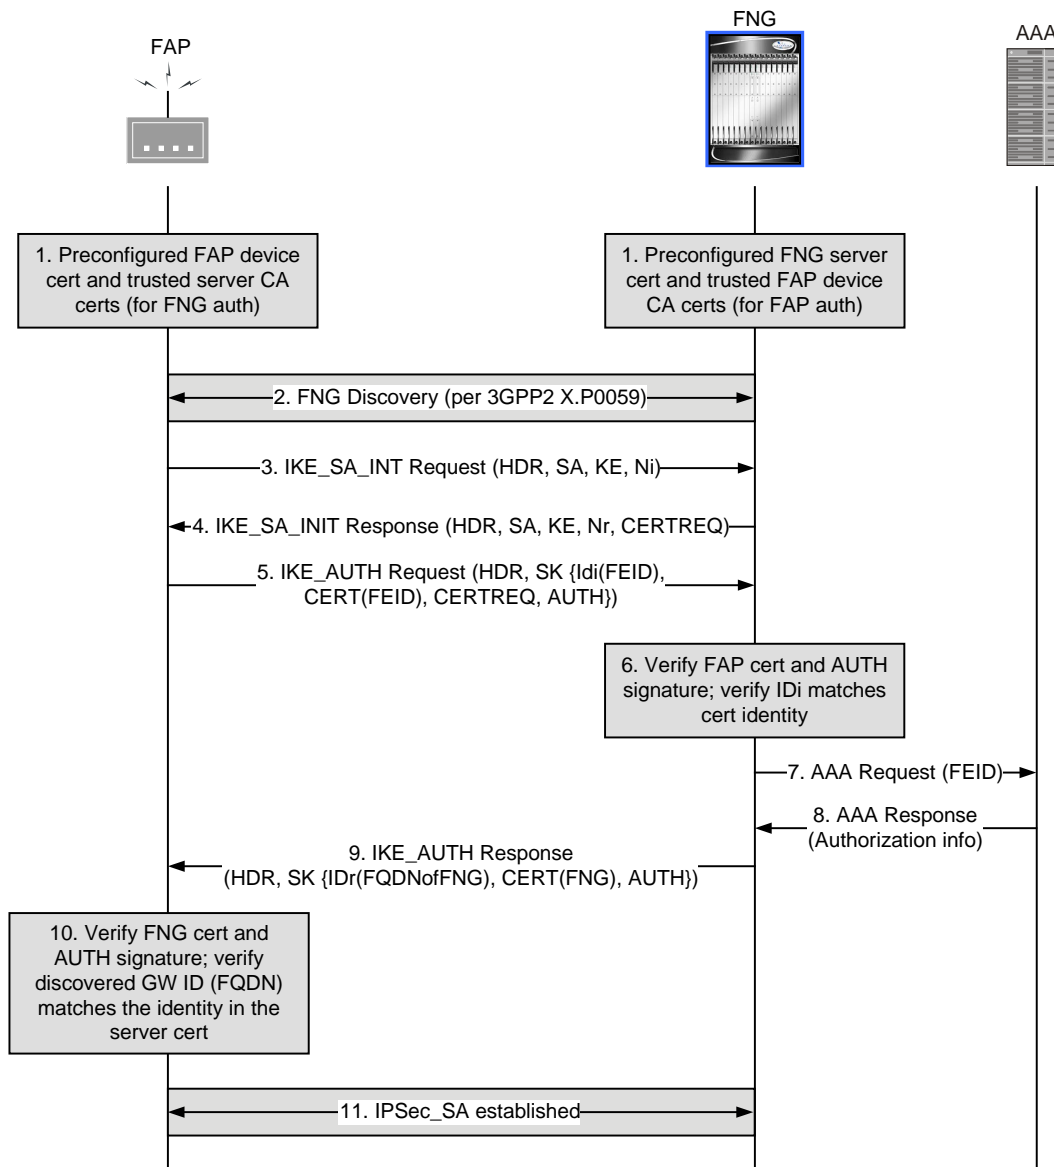 FNG
FAP
AAA
1. Preconfigured FAP device
cert and trusted server CA
certs (for FNG auth)
1. Preconfigured FNG server
cert and trusted FAP device
CA certs (for FAP auth)
2. FNG Discovery (per 3GPP2 X.P0059)
3. IKE_SA_INT Request (HDR, SA, KE, Ni)
4. IKE_SA_INIT Response (HDR, SA, KE, Nr, CERTREQ)
5. IKE_AUTH Request (HDR, SK {Idi(FEID),
CERT(FEID), CERTREQ, AUTH})
6. Verify FAP cert and AUTH
signature; verify IDi matches
cert identity
7. AAA Request (FEID)
8. AAA Response
(Authorization info)
9. IKE_AUTH Response
(HDR, SK {IDr(FQDNofFNG), CERT(FNG), AUTH})
10. Verify FNG cert and
AUTH signature; verify
discovered GW ID (FQDN)
matches the identity in the
server cert
11. IPSec_SA established